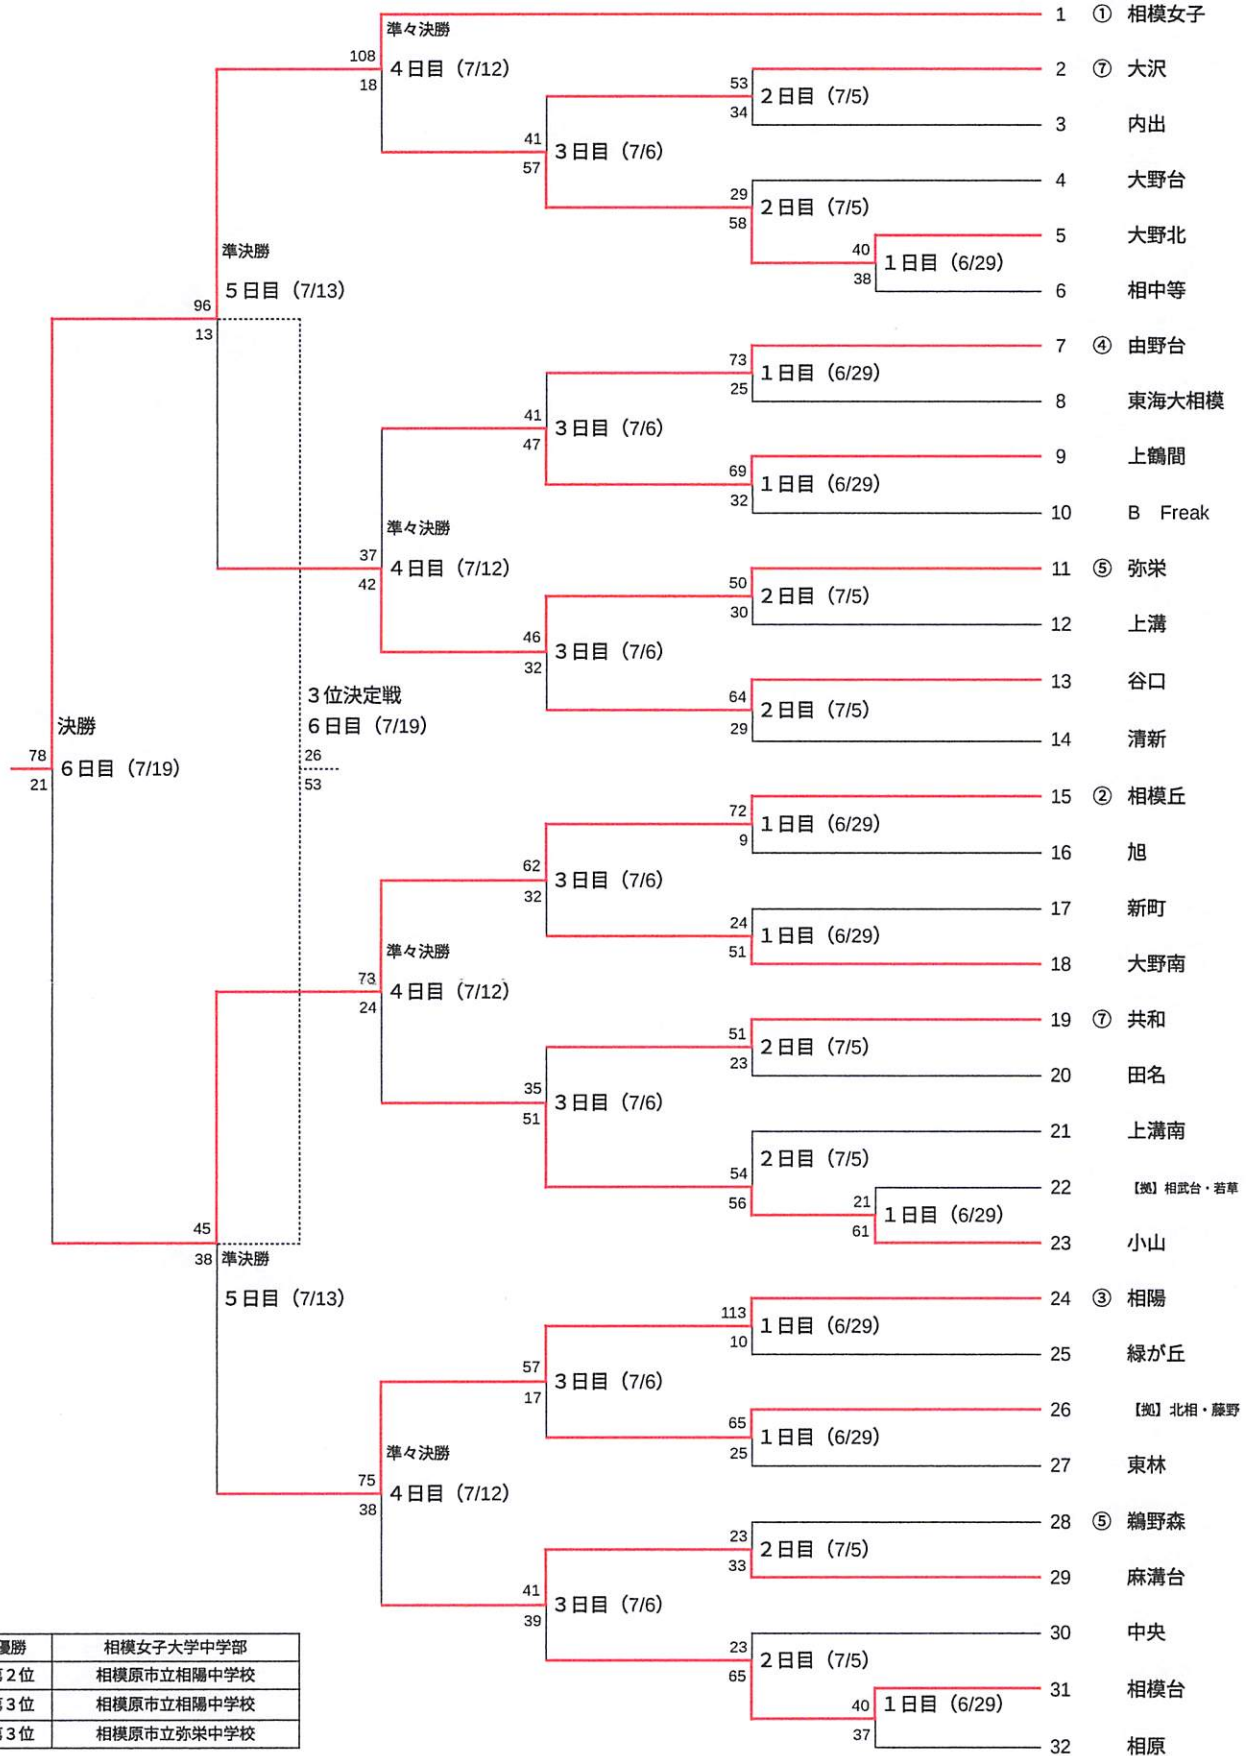 1 ① 相模女子
準々決勝
108
4日目（7/12）
18
2 ⑦ 大沢
53
2日目（7/5）
34
3 内出
41
3日目（7/6）
57
4 大野台
29
2日目（7/5）
58
5 大野北
40
1日目（6/29）
38
6 相中等
準決勝
5日目（7/13）
96
13
7 ④ 由野台
73
1日目（6/29）
25
8 東海大相模
41
3日目（7/6）
47
9 上鶴間
69
1日目（6/29）
32
10 B Freak
準々決勝
37
4日目（7/12）
42
11 ⑤ 弥栄
50
2日目（7/5）
30
12 上溝
46
3日目（7/6）
32
13 谷口
64
2日目（7/5）
29
14 清新
3位決定戦
6日目（7/19）
26
53
決勝
78
6日目（7/19）
21
15 ② 相模丘
72
1日目（6/29）
9
16 旭
62
3日目（7/6）
32
17 新町
24
1日目（6/29）
51
18 大野南
準々決勝
73
4日目（7/12）
24
19 ⑦ 共和
51
2日目（7/5）
23
20 田名
35
3日目（7/6）
51
21 上溝南
2日目（7/5）
54
56
22 【拠】相武台・若草
21
1日目（6/29）
61
23 小山
45
38
準決勝
5日目（7/13）
24 ③ 相陽
113
1日目（6/29）
10
25 緑が丘
57
3日目（7/6）
17
26 【拠】北相・藤野
65
1日目（6/29）
25
27 東林
準々決勝
75
4日目（7/12）
38
28 ⑤ 鵜野森
23
2日目（7/5）
33
29 麻溝台
41
3日目（7/6）
39
30 中央
23
2日目（7/5）
65
31 相模台
40
1日目（6/29）
37
32 相原
優勝 相模女子大学中学部
第2位 相模原市立相陽中学校
第3位 相模原市立相陽中学校
第3位 相模原市立弥栄中学校